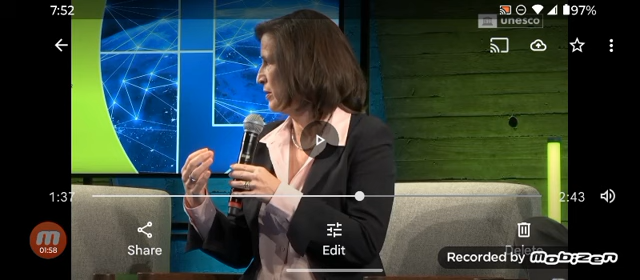 7:52
97%
unesco
1:37
2:43
01:58
Share
Edit
Delete
Recorded by mobizen